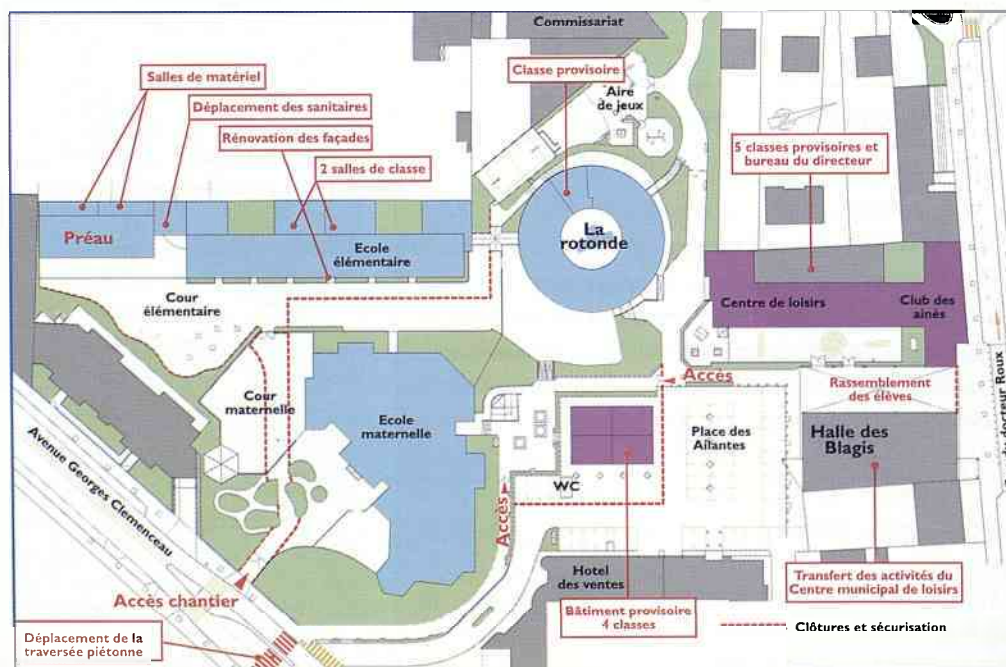 Commissariat
Salles de matériel
Classe provisoire
Déplacement des sanitaires
Aire
de jeux
Rénovation des façades
5 classes provisoires et
bureau du directeur
2 salles de classe
Préau
La
rotonde
Ecole
élémentaire
Cour
élémentaire
Centre de loisirs
Club des
ainés
Accès
Rassemblement
des élèves
Cour
maternelle
Ecole
maternelle
Place des
Aîlantes
Halle des
Blagis
docteur Roux
Avenue Georges Clemenceau
WC
Accès
Hotel
des ventes
Transfert des activités du
Centre municipal de loisirs
Accès chantier
Bâtiment provisoire
4 classes
Clôtures et sécurisation
Déplacement de la
traversée piétonne